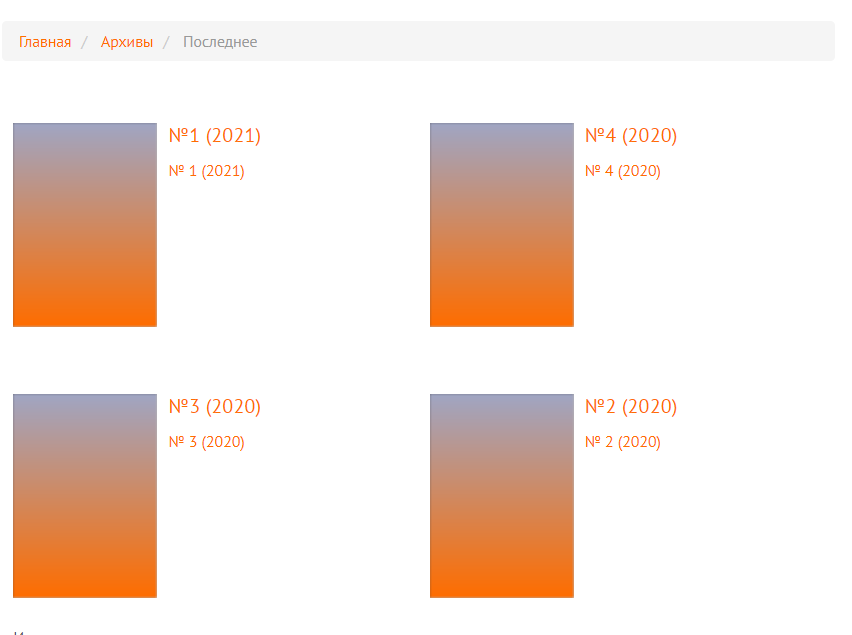 Главная / Архивы / Последнее
№1 (2021)
№ 1 (2021)
№4 (2020)
№ 4 (2020)
№3 (2020)
№ 3 (2020)
№2 (2020)
№ 2 (2020)